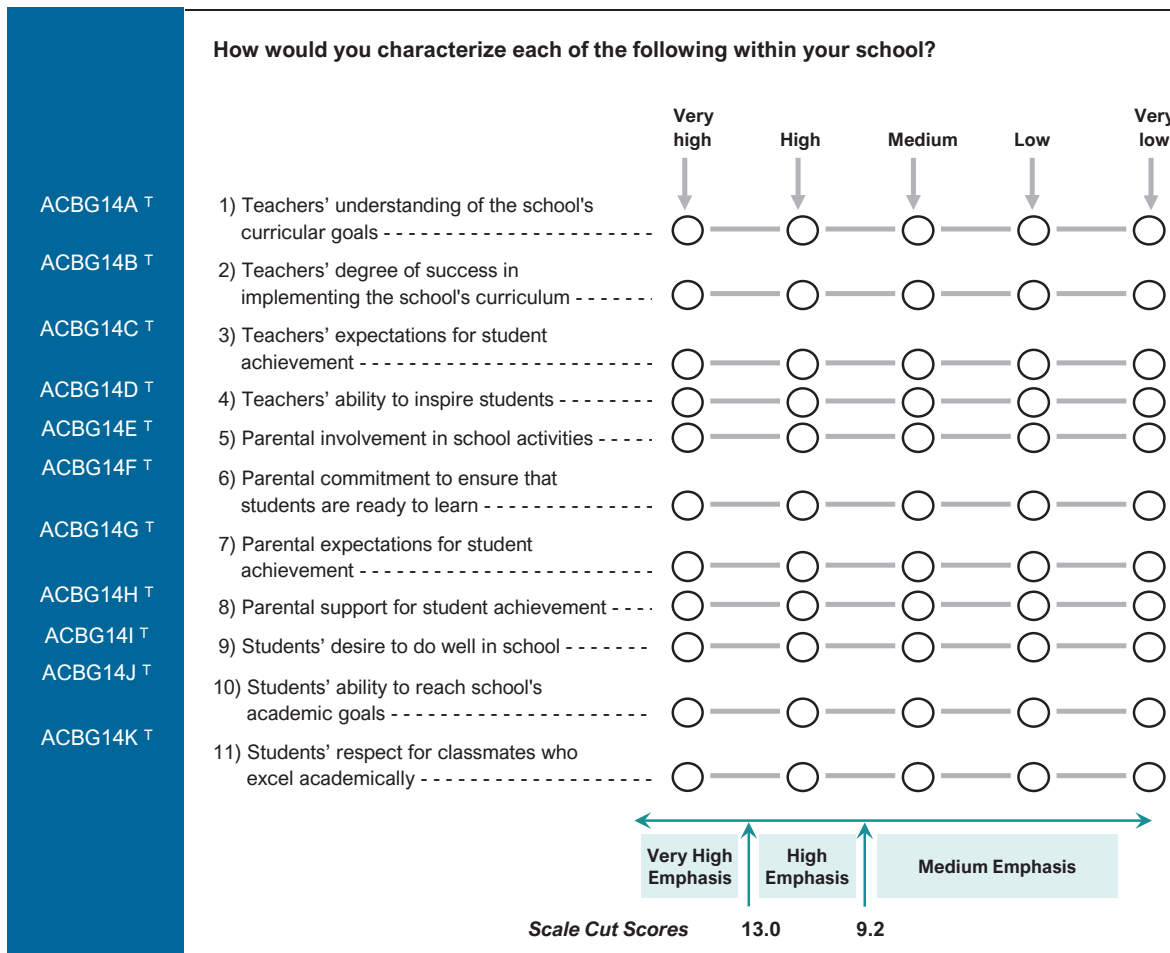 How would you characterize each of the following within your school?
Very
high
High
Medium
Low
Very
low
ACBG14A T
1) Teachers’ understanding of the school's
curricular goals - - - - - - - - - - - - - - - - - - - - - - -
ACBG14B T
2) Teachers’ degree of success in
implementing the school's curriculum - - - - - -
ACBG14C T
3) Teachers’ expectations for student
achievement - - - - - - - - - - - - - - - - - - - - - - - - -
ACBG14D T
4) Teachers’ ability to inspire students - - - - - - - -
ACBG14E T
5) Parental involvement in school activities - - - - -
ACBG14F T
6) Parental commitment to ensure that
students are ready to learn - - - - - - - - - - - - - -
ACBG14G T
7) Parental expectations for student
achievement - - - - - - - - - - - - - - - - - - - - - - - - -
ACBG14H T
8) Parental support for student achievement - - - -
ACBG14I T
9) Students’ desire to do well in school - - - - - - -
ACBG14J T
10) Students’ ability to reach school's
academic goals - - - - - - - - - - - - - - - - - - - - - -
ACBG14K T
11) Students’ respect for classmates who
excel academically - - - - - - - - - - - - - - - - - - -
Very High
Emphasis
High
Emphasis
Medium Emphasis
Scale Cut Scores 13.0 9.2